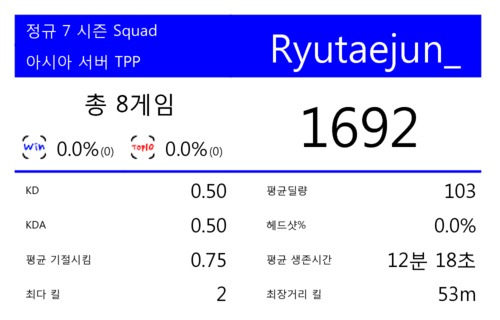 정규 7 시즌 Squad
아시아 서버 TPP
Ryutaejun_
총 8게임
Win 0.0%(0) Top10 0.0%(0)
1692
KD 0.50
평균딜량 103
KDA 0.50
헤드샷% 0.0%
평균 기절시킴 0.75
평균 생존시간 12분 18초
최다 킬 2
최장거리 킬 53m